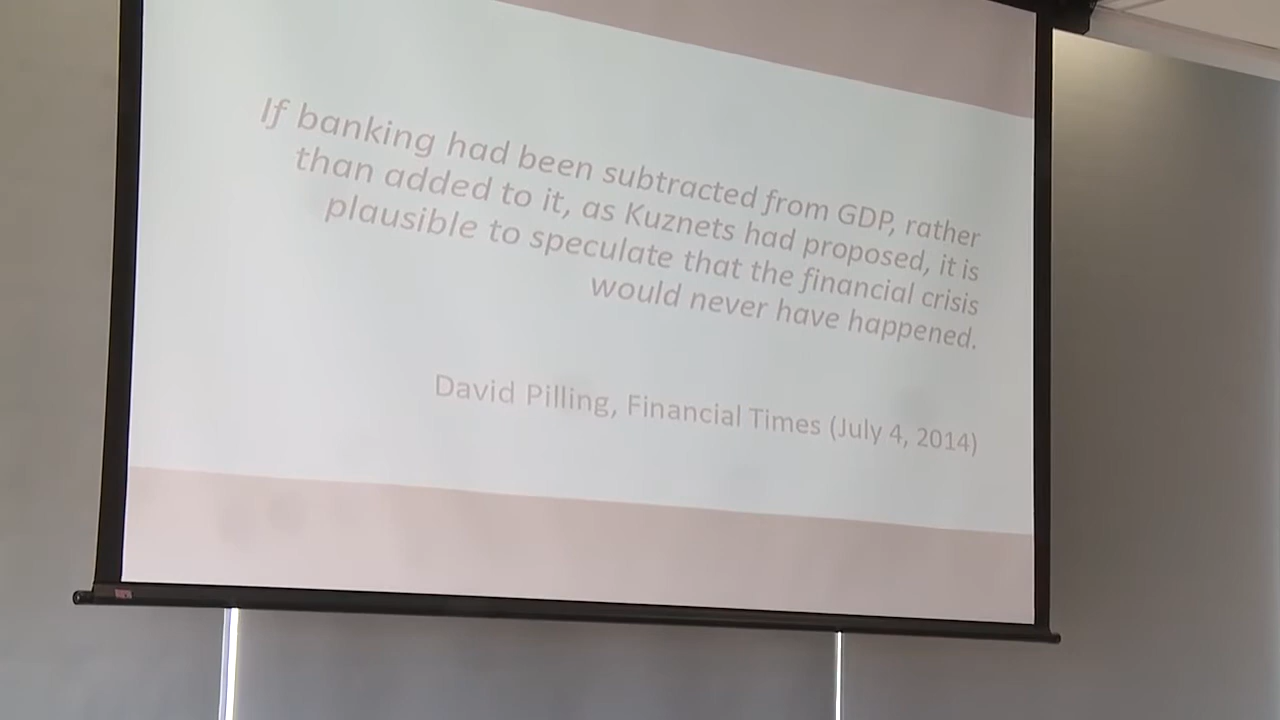 If banking had been subtracted from GDP, rather
than added to it, as Kuznets had proposed, it is
plausible to speculate that the financial crisis
would never have happened.
David Pilling, Financial Times (July 4, 2014)